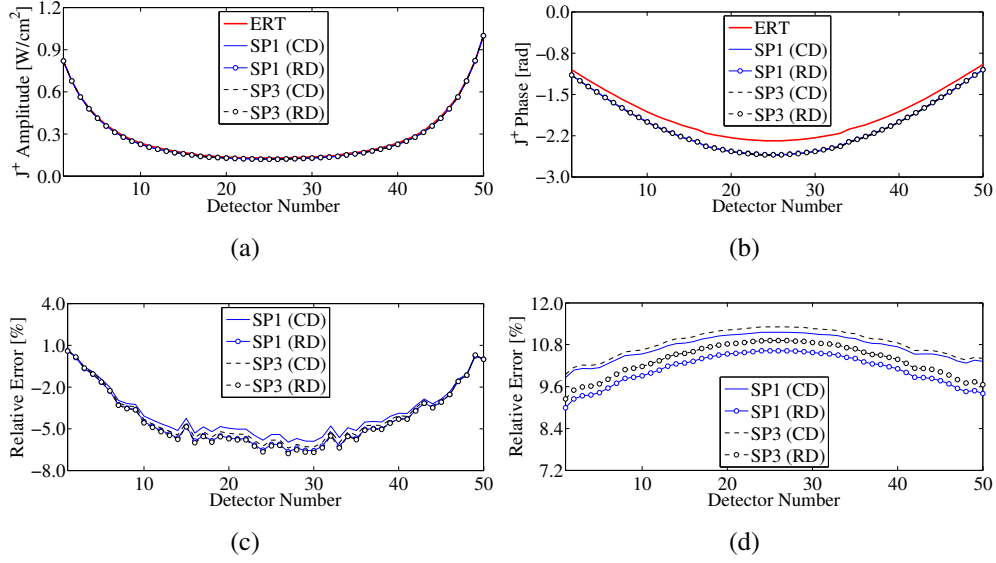 1.2
0.9
0.6
0.3
0.0
J+ Amplitude [W/cm2]
ERT
SP1 (CD)
SP1 (RD)
SP3 (CD)
SP3 (RD)
10 20 30 40 50
Detector Number
(a)
−0.8
−1.5
−2.2
−3.0
J+ Phase [rad]
ERT
SP1 (CD)
SP1 (RD)
SP3 (CD)
SP3 (RD)
10 20 30 40 50
Detector Number
(b)
4.0
1.0
−2.0
−5.0
−8.0
Relative Error [%]
SP1 (CD)
SP1 (RD)
SP3 (CD)
SP3 (RD)
10 20 30 40 50
Detector Number
(c)
12.0
10.8
9.6
8.4
7.2
Relative Error [%]
SP1 (CD)
SP1 (RD)
SP3 (CD)
SP3 (RD)
10 20 30 40 50
Detector Number
(d)